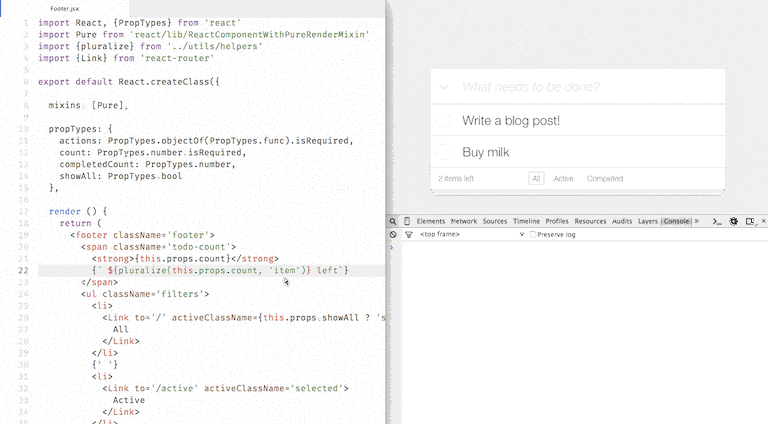 Footer.jsx
1 import React, {PropTypes} from 'react'
2 import Pure from 'react/lib/ReactComponentWithPureRenderMixin'
3 import {pluralize} from '../utils/helpers'
4 import {Link} from 'react-router'
5
6 export default React.createClass({
7
8 mixins: [Pure],
9
10 propTypes: {
11 actions: PropTypes.objectOf(PropTypes.func).isRequired,
12 count: PropTypes.number.isRequired,
13 completedCount: PropTypes.number,
14 showAll: PropTypes.bool
15 },
16
17 render () {
18 return (
19 <footer className='footer'>
20 <span className='todo-count'>
21 <strong>{this.props.count}</strong>
22 {` ${pluralize(this.props.count, 'item')} left`}
23 </span>
24 <ul className='filters'>
25 <li>
26 <Link to='/' activeClassName={this.props.showAll ? 's
27 All
28 </Link>
29 </li>
30 {' '}
31 <li>
32 <Link to='/active' activeClassName='selected'>
33 Active
34 </Link>
35 </li>
What needs to be done?
Write a blog post!
Buy milk
2 items left All Active Completed
Elements Network Sources Timeline Profiles Resources Audits Layers Console »
<top frame> Preserve log